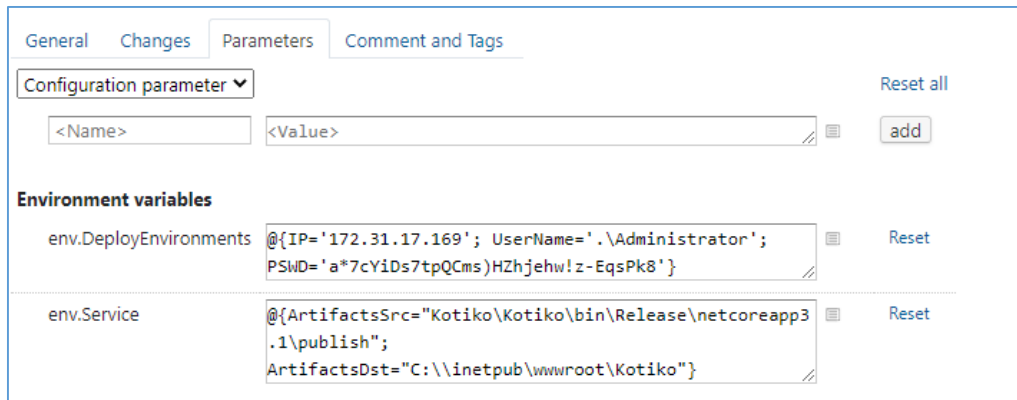 General Changes Parameters Comment and Tags
Configuration parameter Reset all
<Name> <Value> add
Environment variables
env.DeployEnvironments @{IP='172.31.17.169'; UserName='.\Administrator'; Reset
PSWD='a*7cYiDs7tpQCms)HZhjehw!z-EqsPk8'}
env.Service @{ArtifactsSrc="Kotiko\Kotiko\bin\Release\netcoreapp3 Reset
.1\publish";
ArtifactsDst="C:\\inetpub\wwwroot\Kotiko"}